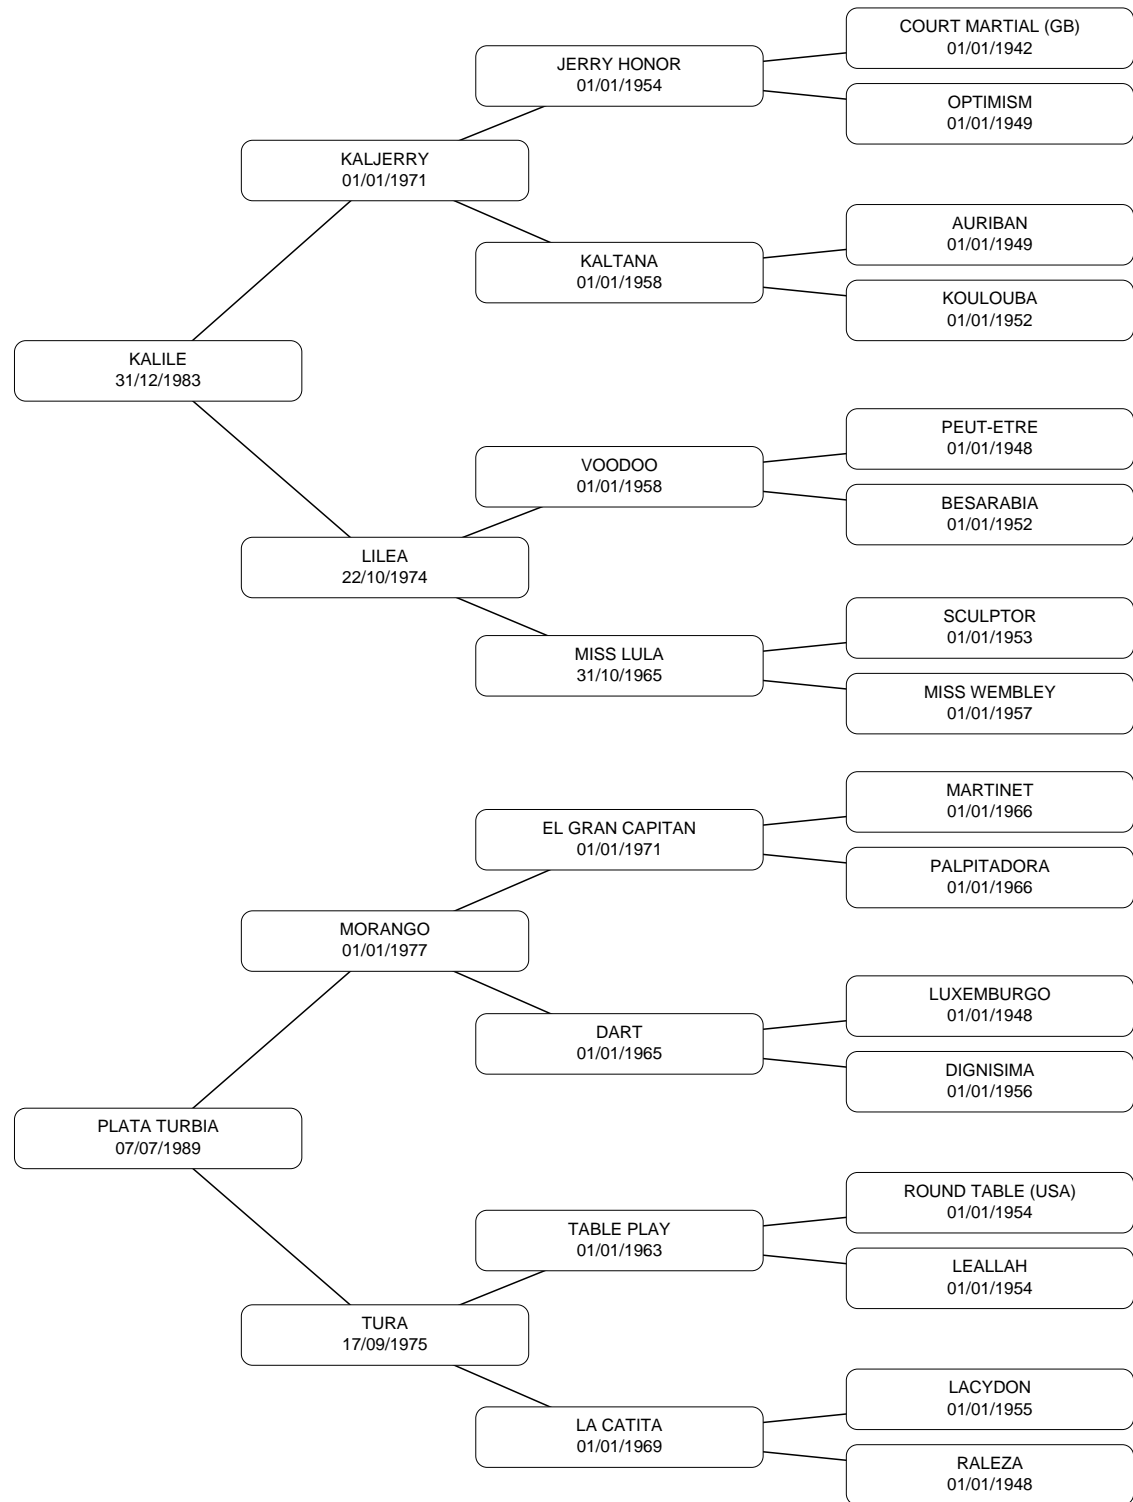 COURT MARTIAL (GB)
01/01/1942
JERRY HONOR
01/01/1954
OPTIMISM
01/01/1949
KALJERRY
01/01/1971
AURIBAN
01/01/1949
KALTANA
01/01/1958
KOULOUBA
01/01/1952
KALILE
31/12/1983
PEUT-ETRE
01/01/1948
VOODOO
01/01/1958
BESARABIA
01/01/1952
LILEA
22/10/1974
SCULPTOR
01/01/1953
MISS LULA
31/10/1965
MISS WEMBLEY
01/01/1957
MARTINET
01/01/1966
EL GRAN CAPITAN
01/01/1971
PALPITADORA
01/01/1966
MORANGO
01/01/1977
LUXEMBURGO
01/01/1948
DART
01/01/1965
DIGNISIMA
01/01/1956
PLATA TURBIA
07/07/1989
ROUND TABLE (USA)
01/01/1954
TABLE PLAY
01/01/1963
LEALLAH
01/01/1954
TURA
17/09/1975
LACYDON
01/01/1955
LA CATITA
01/01/1969
RALEZA
01/01/1948